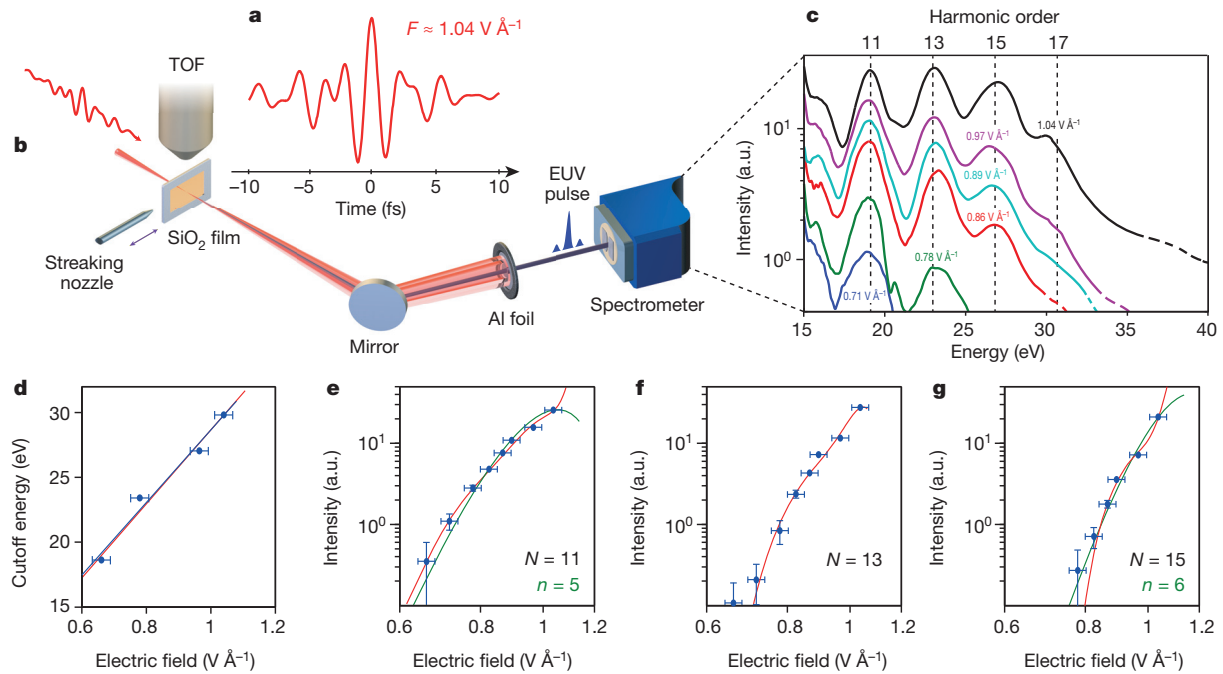 a
F ≈ 1.04 V Å⁻¹
−10 −5 0 5 10
Time (fs)
b
TOF
SiO₂ film
Streaking
nozzle
Mirror
Al foil
EUV
pulse
Spectrometer
c
Harmonic order
11 13 15 17
Intensity (a.u.)
10¹
10⁰
1.04 V Å⁻¹
0.97 V Å⁻¹
0.89 V Å⁻¹
0.86 V Å⁻¹
0.78 V Å⁻¹
0.71 V Å⁻¹
15 20 25 30 35 40
Energy (eV)
d
Cutoff energy (eV)
30
25
20
15
0.6 0.8 1 1.2
Electric field (V Å⁻¹)
e
Intensity (a.u.)
10¹
10⁰
N = 11
n = 5
0.6 0.8 1 1.2
Electric field (V Å⁻¹)
f
Intensity (a.u.)
10¹
10⁰
N = 13
0.6 0.8 1 1.2
Electric field (V Å⁻¹)
g
Intensity (a.u.)
10¹
10⁰
N = 15
n = 6
0.6 0.8 1 1.2
Electric field (V Å⁻¹)